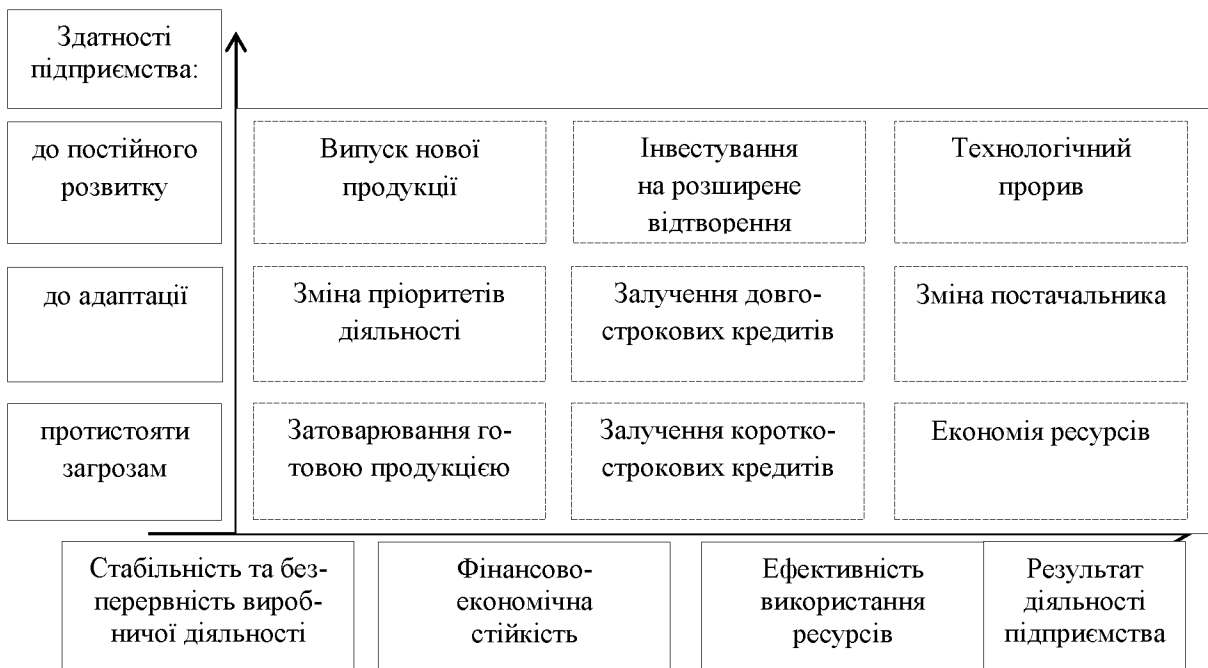 Здатності
підприємства:
до постійного
розвитку
Випуск нової
продукції
Інвестування
на розширене
відтворення
Технологічний
прорив
до адаптації
Зміна пріоритетів
діяльності
Залучення довго-
строкових кредитів
Зміна постачальника
протистояти
загрозам
Затоварювання го-
товою продукцією
Залучення коротко-
строкових кредитів
Економія ресурсів
Стабільність та без-
перервність вироб-
ничої діяльності
Фінансово-
економічна
стійкість
Ефективність
використання
ресурсів
Результат
діяльності
підприємства